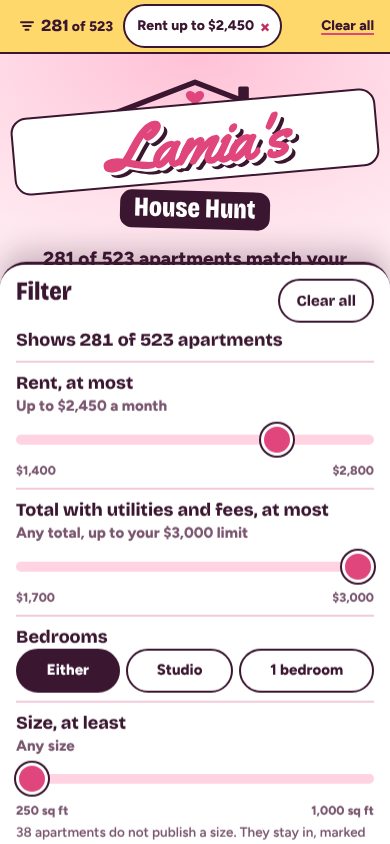 281 of 523
Rent up to $2,450 ×
Clear all
Lamia's
House Hunt
281 of 523 apartments match your
Filter
Clear all
Shows 281 of 523 apartments
Rent, at most
Up to $2,450 a month
$1,400
$2,800
Total with utilities and fees, at most
Any total, up to your $3,000 limit
$1,700
$3,000
Bedrooms
Either
Studio
1 bedroom
Size, at least
Any size
250 sq ft
1,000 sq ft
38 apartments do not publish a size. They stay in, marked